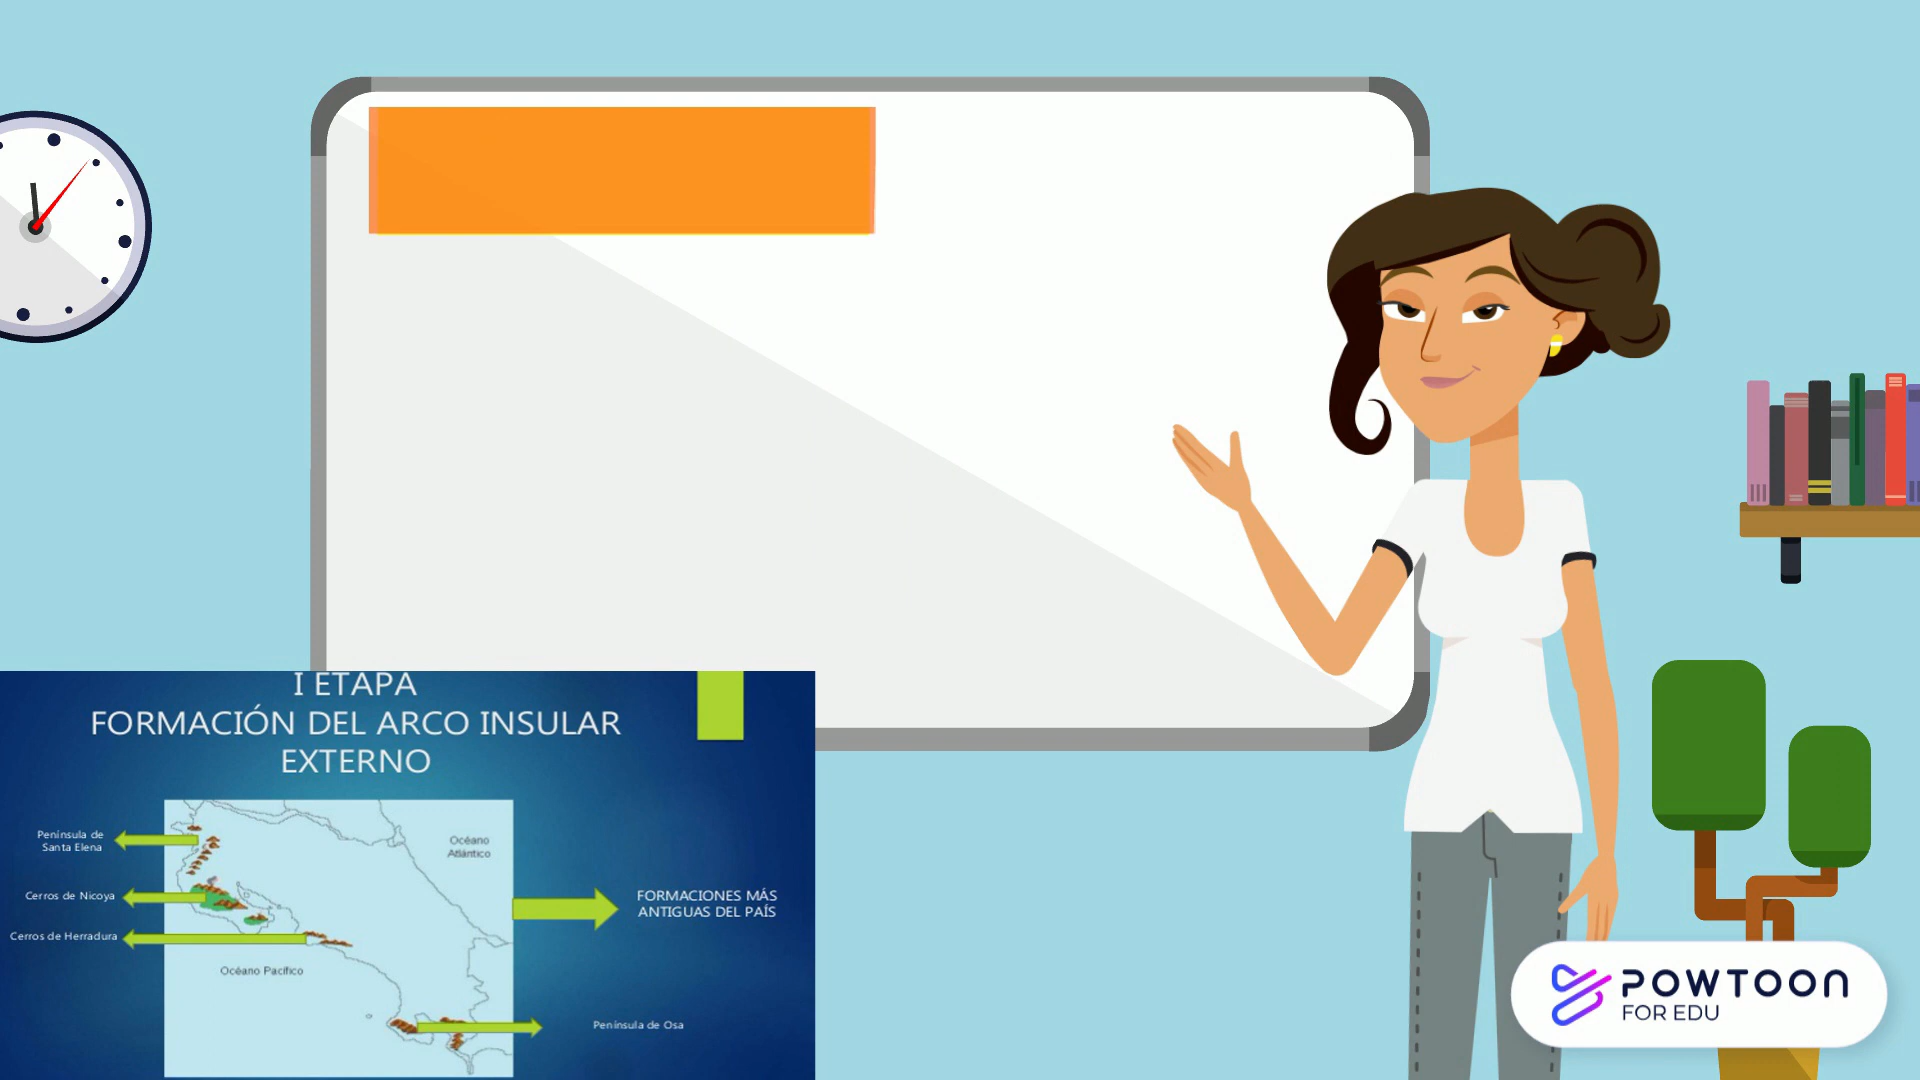 I ETAPA
FORMACIÓN DEL ARCO INSULAR
EXTERNO
Península de
Santa Elena
Océano
Atlántico
Cerros de Nicoya
FORMACIONES MÁS
ANTIGUAS DEL PAÍS
Cerros de Herradura
Océano Pacífico
Península de Osa
POWTOON
FOR EDU